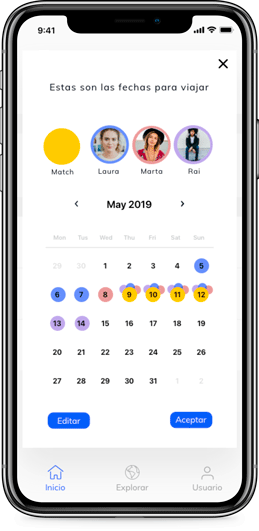 9:41
Estas son las fechas para viajar
Match Laura Marta Rai
‹ May 2019 ›
Mon Tue Wed Thu Fri Sat Sun
29 30 1 2 3 4 5
6 7 8 9 10 11 12
13 14 15 16 17 18 19
20 21 22 23 24 25 26
27 28 29 30 31 1 2
Editar Aceptar
Inicio Explorar Usuario